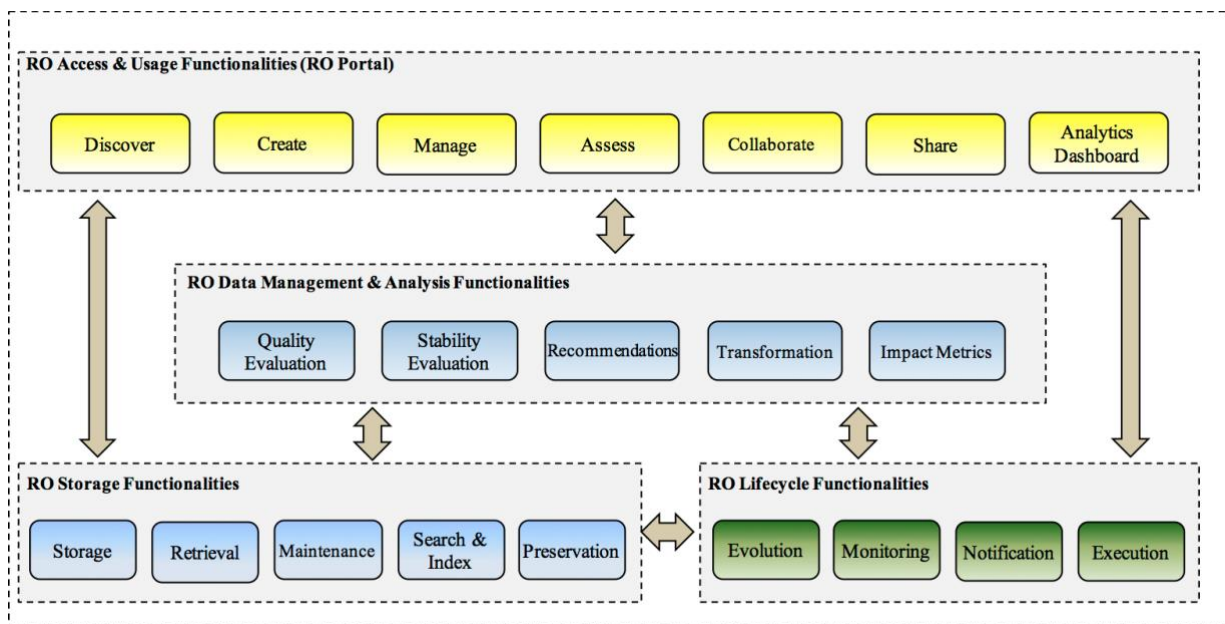 RO Access & Usage Functionalities (RO Portal)
Discover
Create
Manage
Assess
Collaborate
Share
Analytics
Dashboard
RO Data Management & Analysis Functionalities
Quality
Evaluation
Stability
Evaluation
Recommendations
Transformation
Impact Metrics
RO Storage Functionalities
Storage
Retrieval
Maintenance
Search &
Index
Preservation
RO Lifecycle Functionalities
Evolution
Monitoring
Notification
Execution